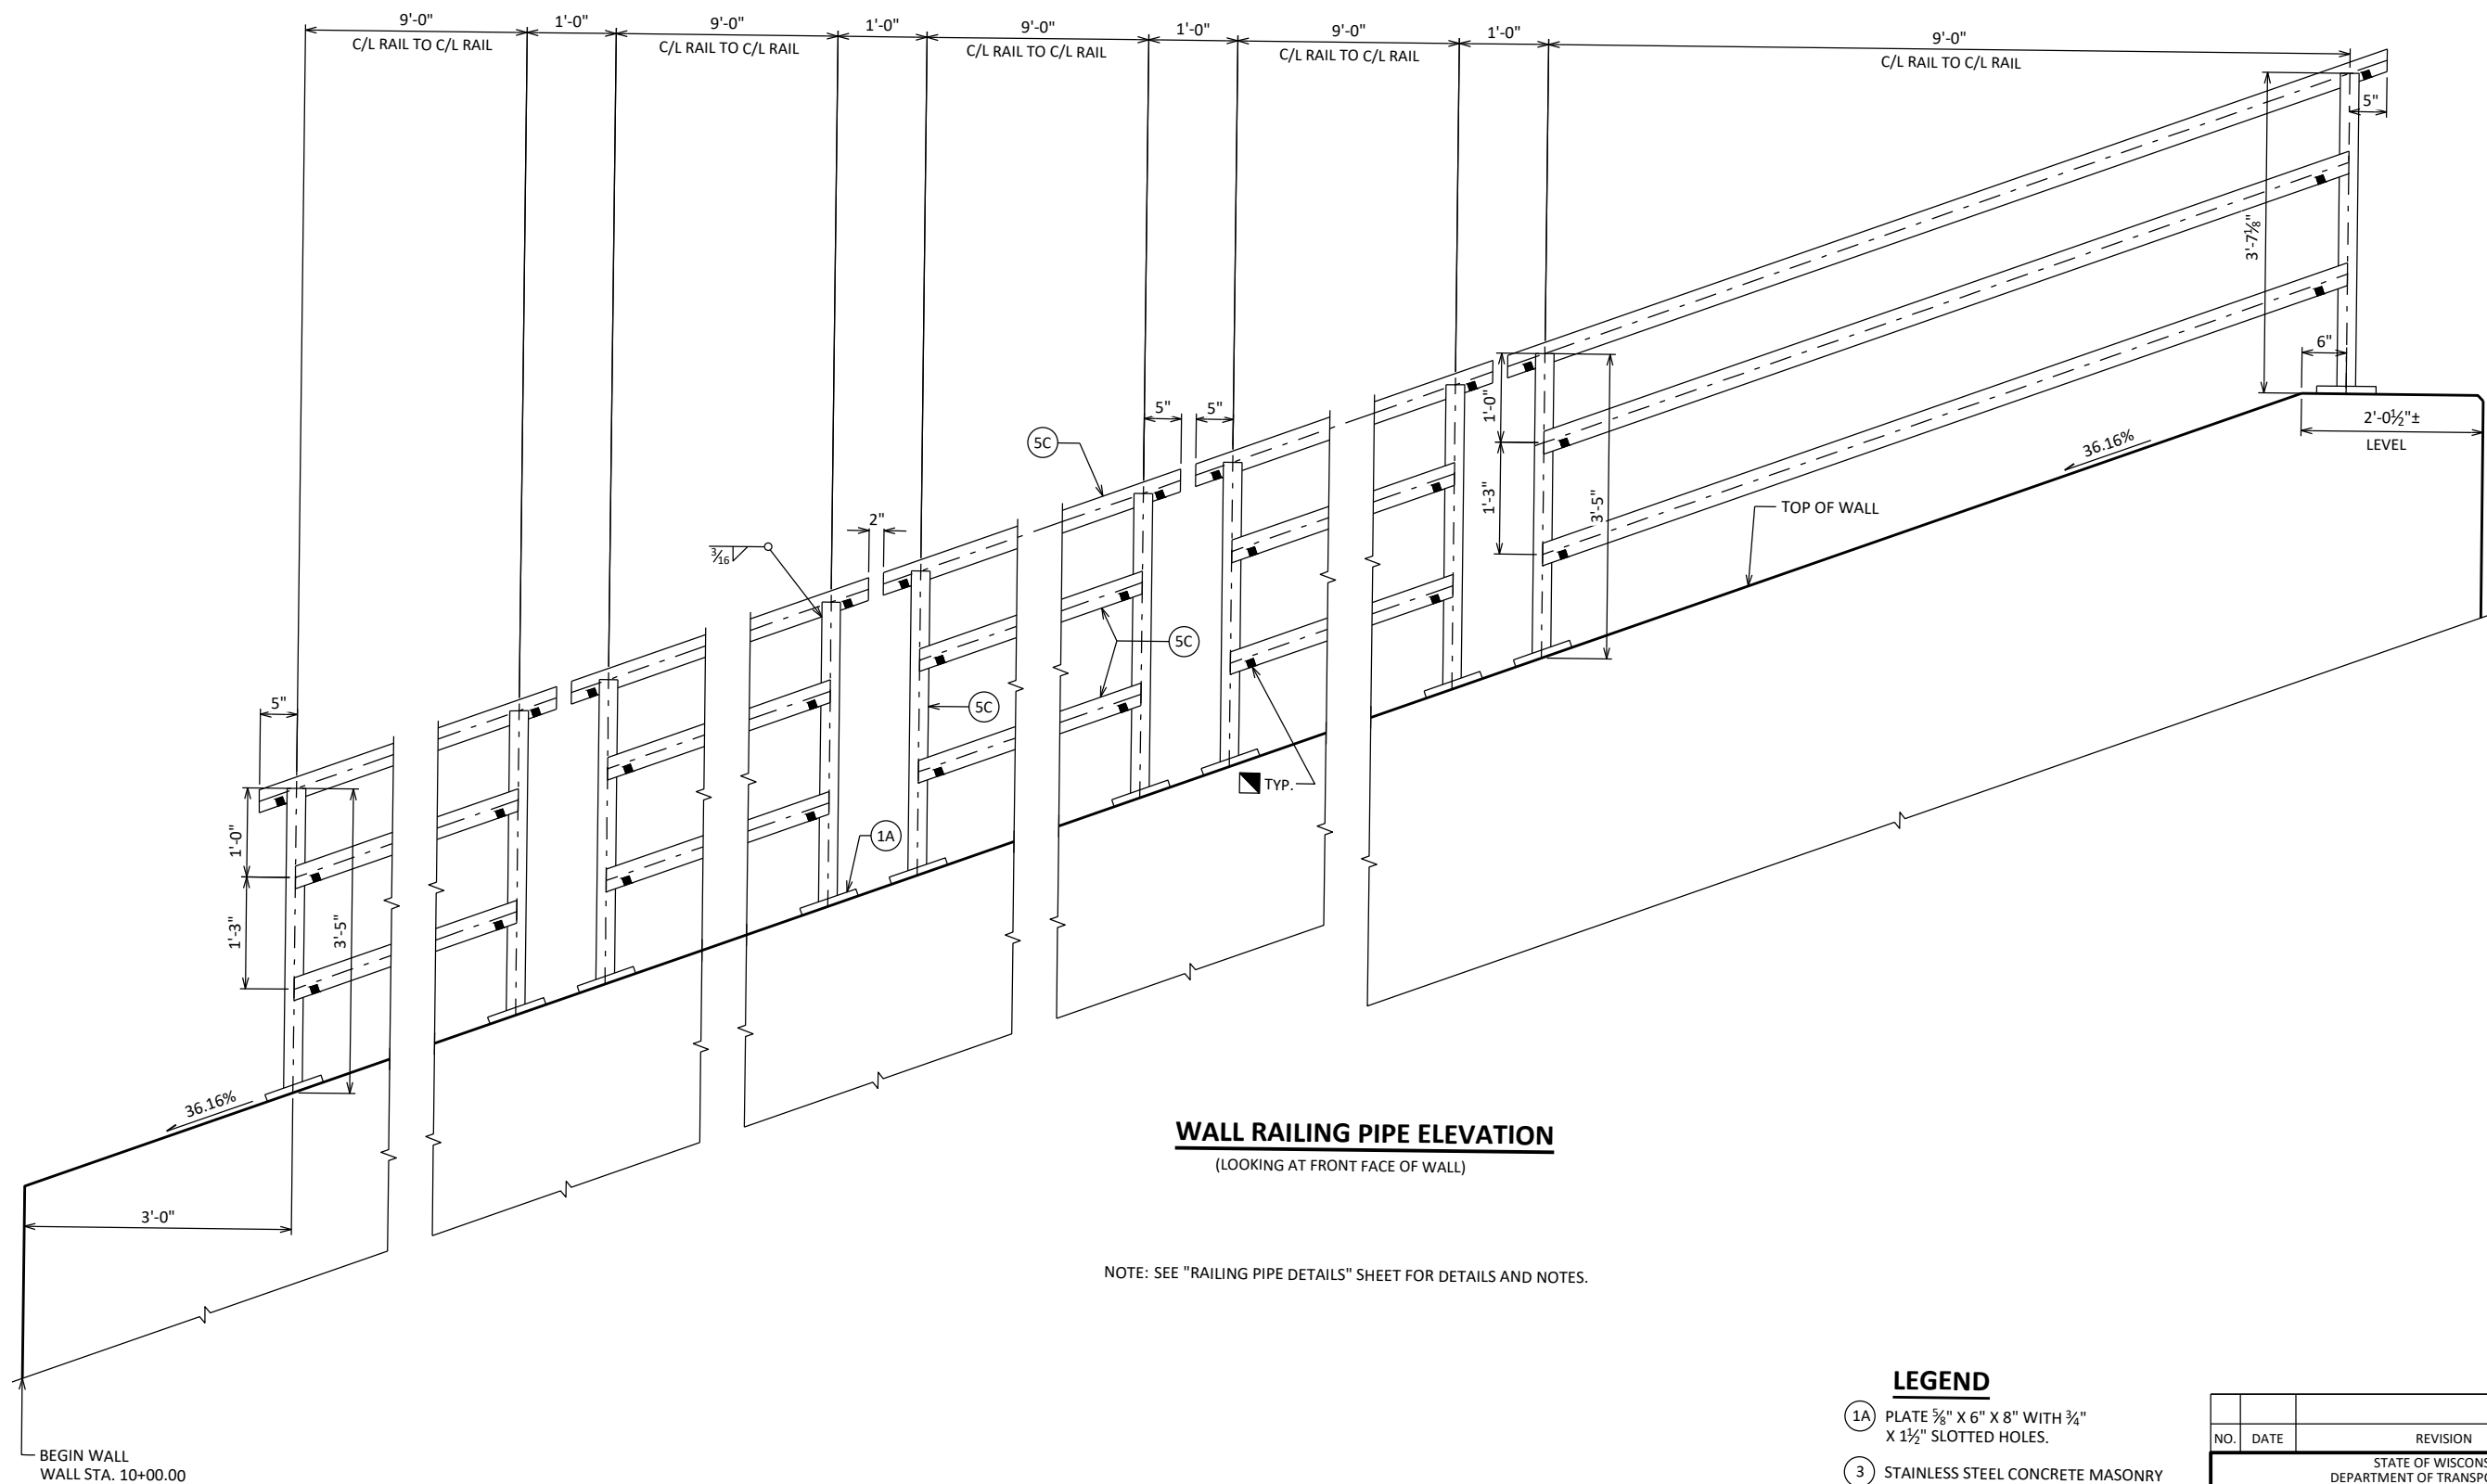 9'-0" 1'-0" 9'-0" 1'-0" 9'-0" 1'-0" 9'-0" 1'-0" 9'-0"
C/L RAIL TO C/L RAIL C/L RAIL TO C/L RAIL C/L RAIL TO C/L RAIL C/L RAIL TO C/L RAIL C/L RAIL TO C/L RAIL
5"
3'-7⅛"
6"
2'-0½"±
LEVEL
36.16%
1'-0"
1'-3"
3'-5"
TOP OF WALL
5" 5"
5C
2"
3⁄16
5C
5C
TYP.
1A
5"
1'-0"
1'-3"
3'-5"
36.16%
3'-0"
WALL RAILING PIPE ELEVATION
(LOOKING AT FRONT FACE OF WALL)
NOTE: SEE "RAILING PIPE DETAILS" SHEET FOR DETAILS AND NOTES.
BEGIN WALL
WALL STA. 10+00.00
LEGEND
1A PLATE ⅝" X 6" X 8" WITH ¾"
X 1½" SLOTTED HOLES.
3 STAINLESS STEEL CONCRETE MASONRY
NO. DATE REVISION
STATE OF
DEPARTMENT OF